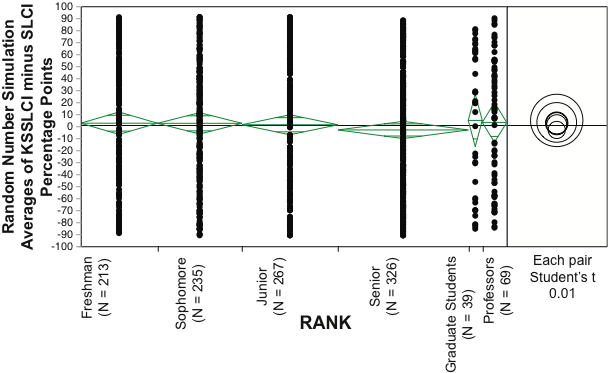 Random Number Simulation
Averages of KSSLCI minus SLCI
Percentage Points
100
90
80
70
60
50
40
30
20
10
0
-10
-20
-30
-40
-50
-60
-70
-80
-90
-100
Freshman
(N = 213)
Sophomore
(N = 235)
Junior
(N = 267)
Senior
(N = 326)
Graduate Students
(N = 39)
Professors
(N = 69)
RANK
Each pair
Student's t
0.01